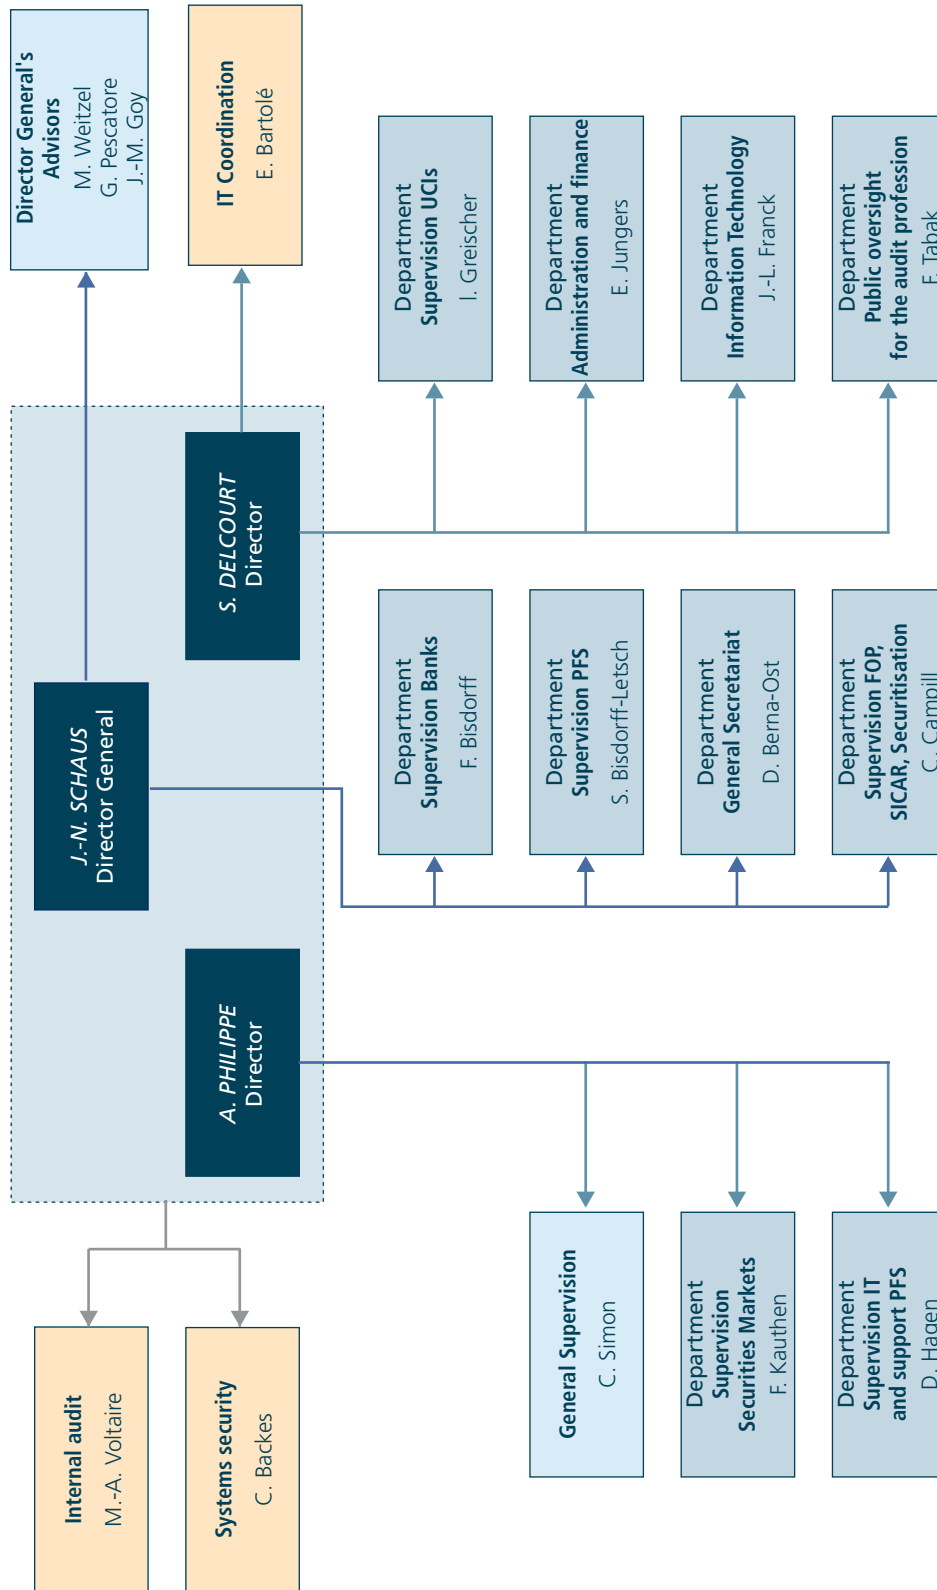 Internal audit
M.-A. Voltaire
J.-N. SCHAUS
Director General
Director General's
Advisors
M. Weitzel
G. Pescatore
J.-M. Goy
Systems security
C. Backes
A. PHILIPPE
Director
S. DELCOURT
Director
IT Coordination
E. Bartolé
Department
Supervision Banks
F. Bisdorff
Department
Supervision UCIs
I. Greischer
General Supervision
C. Simon
Department
Supervision PFS
S. Bisdorff-Letsch
Department
Administration and finance
E. Jungers
Department
Supervision
Securities Markets
F. Kauthen
Department
General Secretariat
D. Berna-Ost
Department
Information Technology
J.-L. Franck
Department
Supervision IT
and support PFS
D. Hagen
Department
Supervision FOP,
SICAR, Securitisation
C. Campill
Department
Public oversight
for the audit profession
F. Tabak